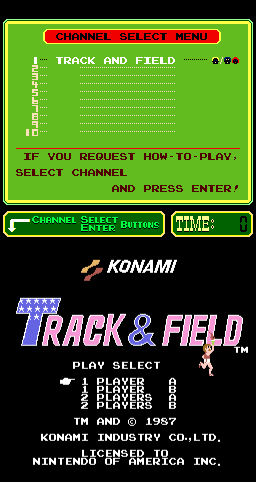 CHANNEL SELECT MENU
1 TRACK AND FIELD
2
3
4
5
6
7
8
9
10
IF YOU REQUEST HOW-TO-PLAY,
SELECT CHANNEL
AND PRESS ENTER!
CHANNEL SELECT
ENTER BUTTONS
TIME: 0
KONAMI
TRACK & FIELD
TM
PLAY SELECT
1 PLAYER A
1 PLAYER B
2 PLAYERS A
2 PLAYERS B
TM AND © 1987
KONAMI INDUSTRY CO.,LTD.
LICENSED TO
NINTENDO OF AMERICA INC.